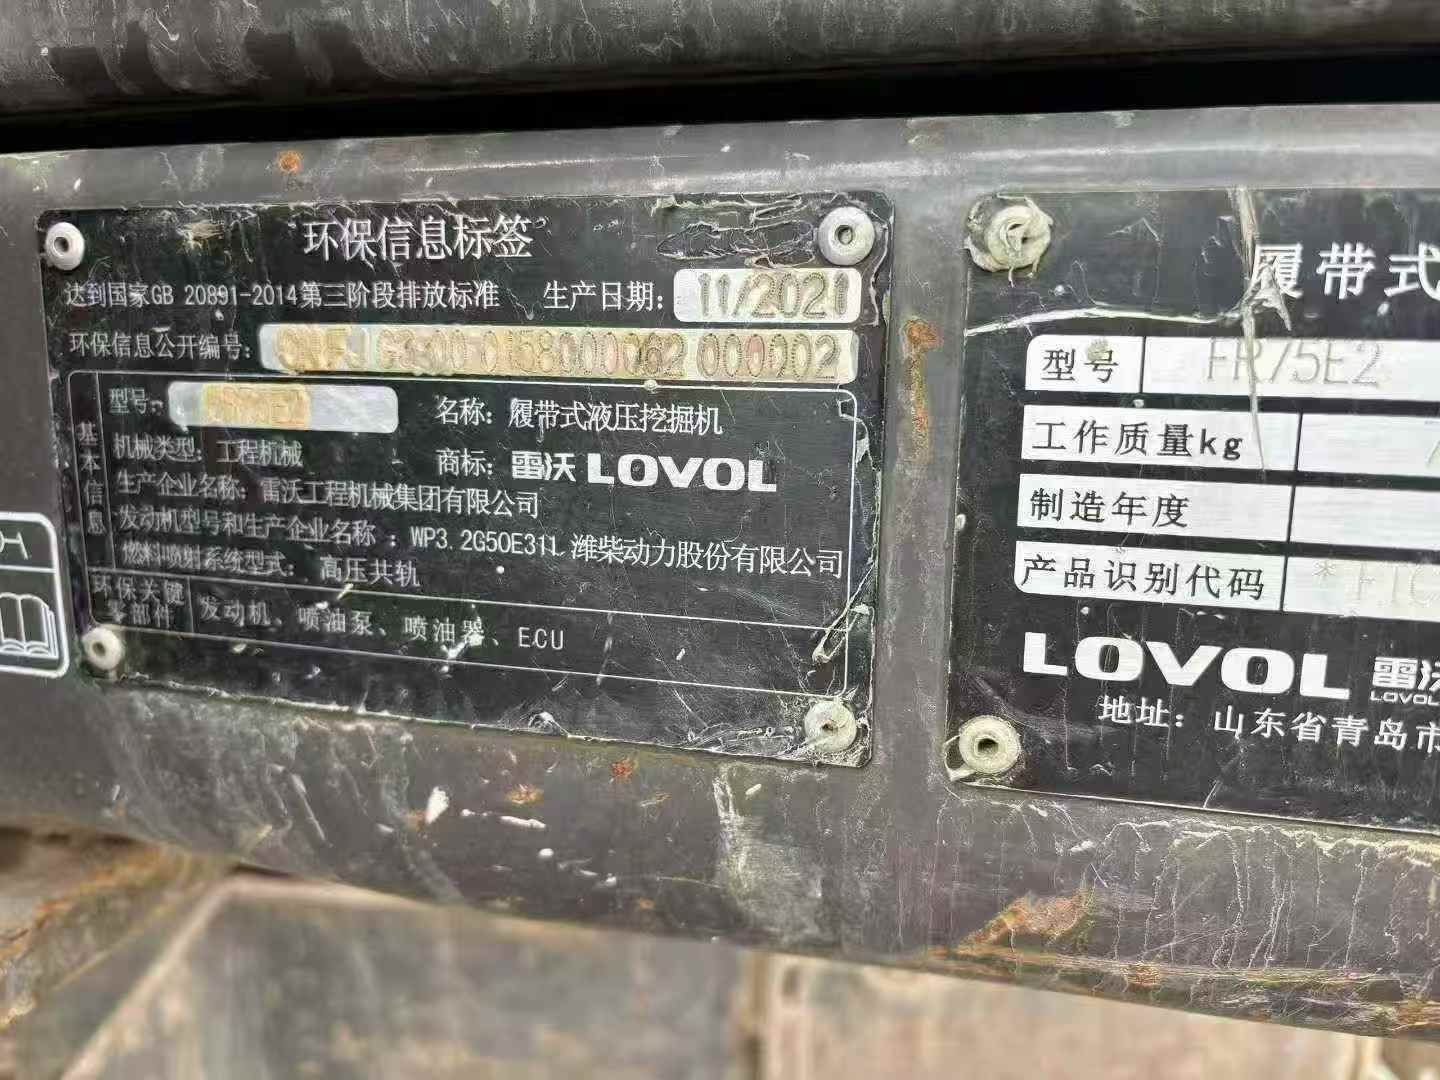 环保信息标签
达到国家GB 20891-2014第三阶段排放标准 生产日期: 11/2021
环保信息公开编号:
型号: 名称: 履带式液压挖掘机
机械类型: 工程机械 商标: 雷沃 LOVOL
生产企业名称: 雷沃工程机械集团有限公司
发动机型号和生产企业名称: WP3.2G50E311 潍柴动力股份有限公司
燃料喷射系统型式: 高压共轨
基本信息
环保关键零部件 发动机、喷油泵、喷油器、ECU
履带式
型号 FR75E2
工作质量kg 7
制造年度
产品识别代码
LOVOL 雷沃
LOVOL
地址: 山东省青岛市